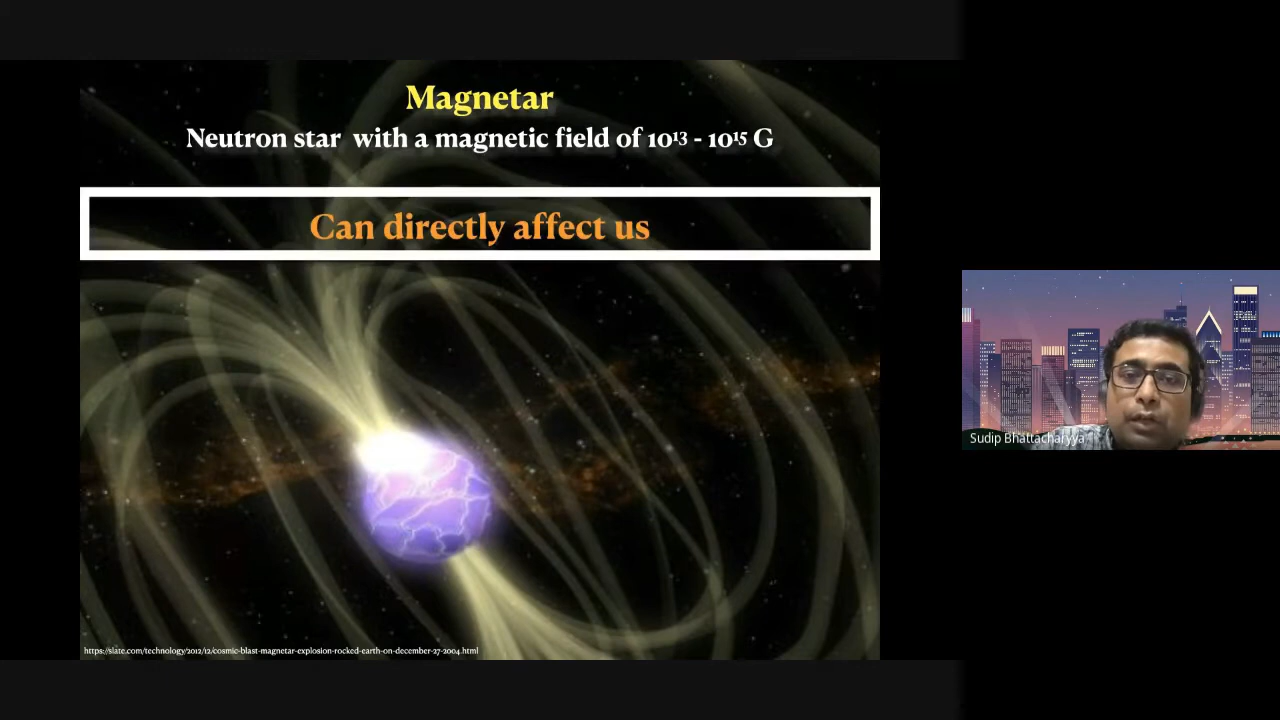 Magnetar
Neutron star with a magnetic field of 10¹³ - 10¹⁵ G
Can directly affect us
https://slate.com/technology/2012/12/cosmic-blast-magnetar-explosion-rocked-earth-on-december-27-2004.html
Sudip Bhattacharyya